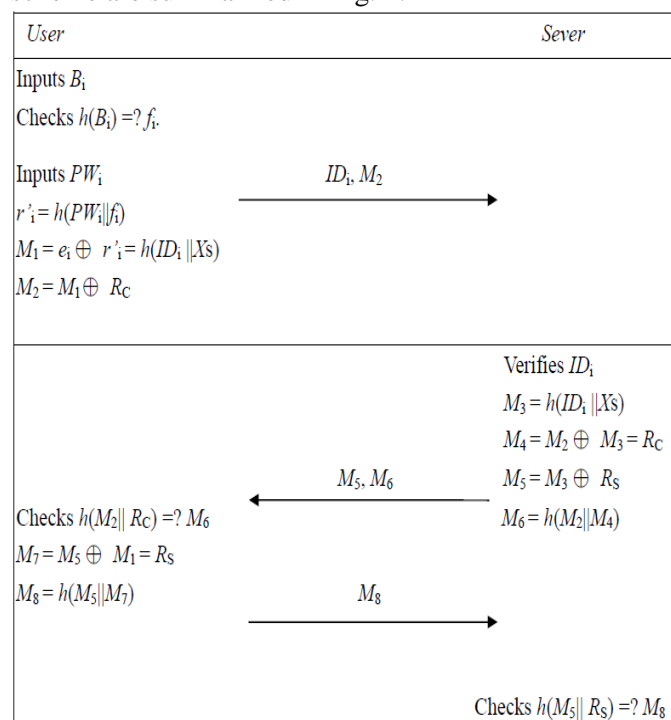 User Sever
Inputs Bi
Checks h(Bi) =? fi.
Inputs PWi
IDi, M2
r'i= h(PWi||fi)
M1= ei ⊕ r'i= h(IDi ||Xs)
M2= M1⊕ RC
Verifies IDi
M3= h(IDi ||Xs)
M4= M2 ⊕ M3= RC
M5, M6
M5= M3 ⊕ RS
Checks h(M2|| RC) =? M6
M6= h(M2||M4)
M7= M5 ⊕ M1= RS
M8= h(M5||M7)
M8
Checks h(M5|| RS) =? M8